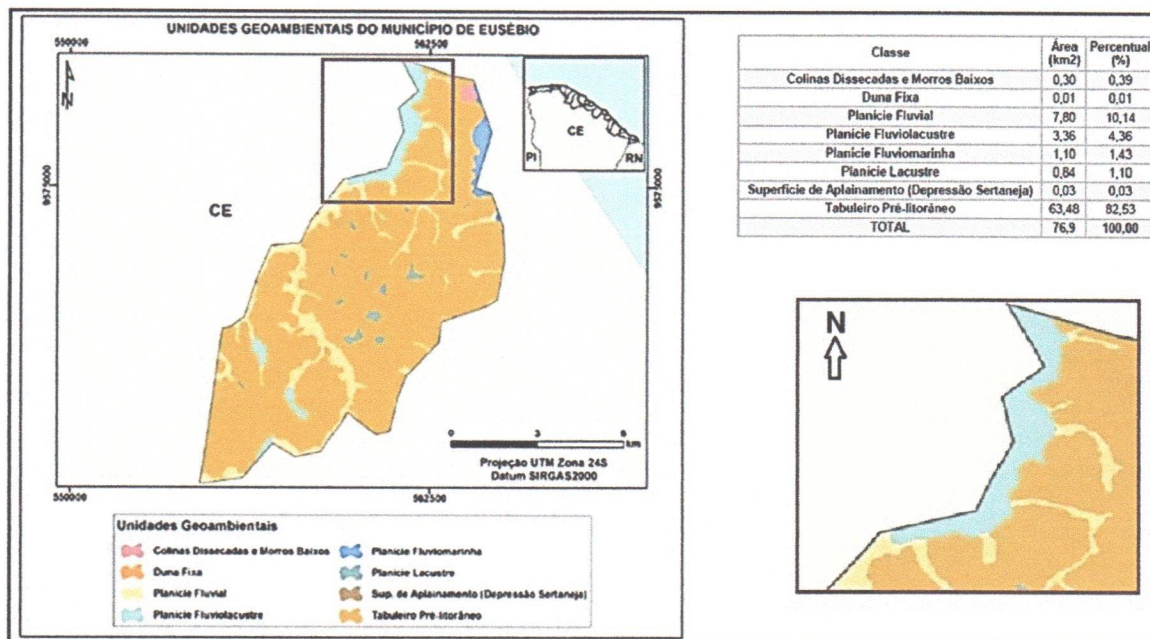 UNIDADES GEOAMBIENTAIS DO MUNICÍPIO DE EUSÉBIO
550000
562500
N
9575000
9575000
CE
CE
PI
RN
0
3
6
km
Projeção UTM Zona 24S
Datum SIRGAS2000
550000
562500
Unidades Geoambientais
Colinas Dissecadas e Morros Baixos
Duna Fixa
Planície Fluvial
Planície Fluviolacustre
Planície Fluviomarinha
Planície Lacustre
Sup. de Aplainamento (Depressão Sertaneja)
Tabuleiro Pré-litorâneo
Classe Área (km2) Percentual (%)
Colinas Dissecadas e Morros Baixos 0,30 0,39
Duna Fixa 0,01 0,01
Planície Fluvial 7,80 10,14
Planície Fluviolacustre 3,36 4,36
Planície Fluviomarinha 1,10 1,43
Planície Lacustre 0,84 1,10
Superfície de Aplainamento (Depressão Sertaneja) 0,03 0,03
Tabuleiro Pré-litorâneo 63,48 82,53
TOTAL 76,9 100,00
N